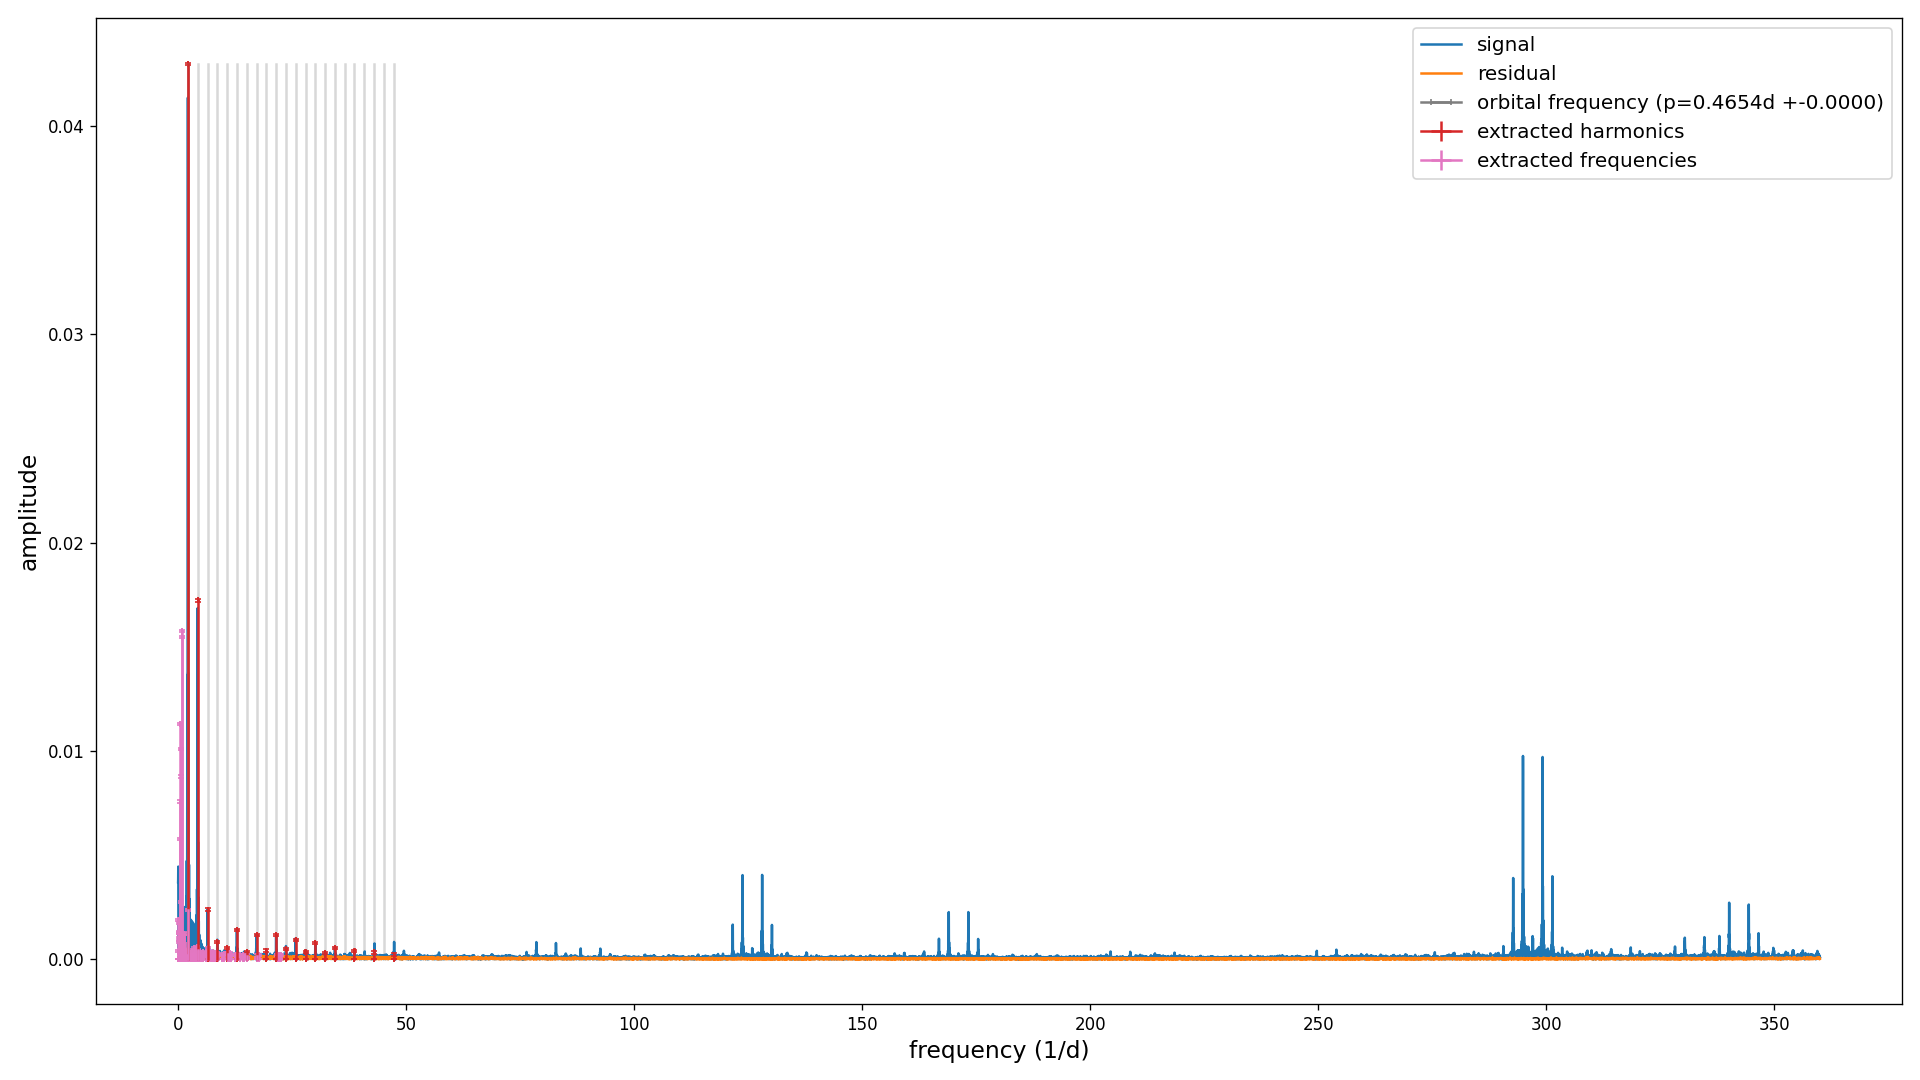 signal
residual
orbital frequency (p=0.4654d +-0.0000)
extracted harmonics
extracted frequencies
0.04
0.03
0.02
0.01
0.00
amplitude
0 50 100 150 200 250 300 350
frequency (1/d)